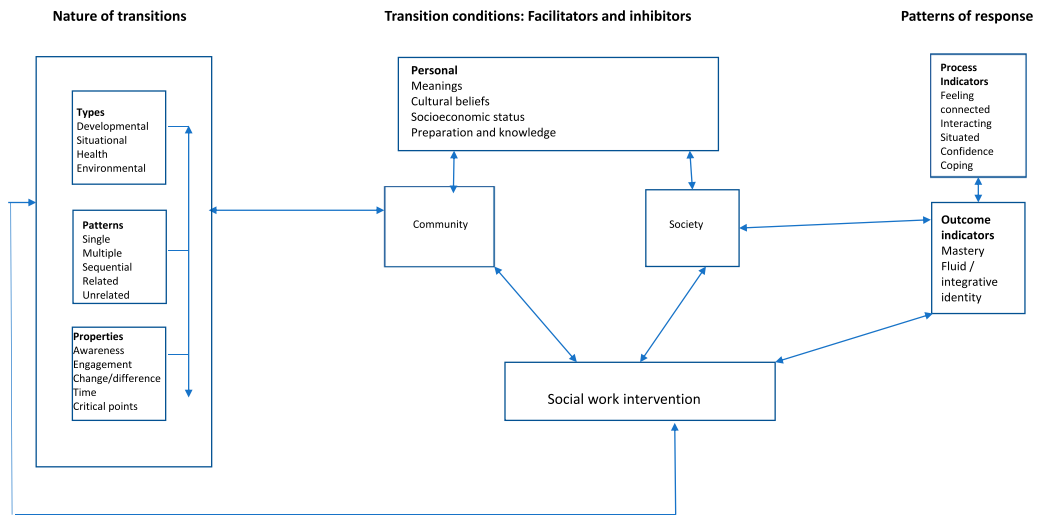 Nature of transitions
Transition conditions: Facilitators and inhibitors
Patterns of response
Types
Developmental
Situational
Health
Environmental
Patterns
Single
Multiple
Sequential
Related
Unrelated
Properties
Awareness
Engagement
Change/difference
Time
Critical points
Personal
Meanings
Cultural beliefs
Socioeconomic status
Preparation and knowledge
Community
Society
Social work intervention
Process
Indicators
Feeling
connected
Interacting
Situated
Confidence
Coping
Outcome
indicators
Mastery
Fluid /
integrative
identity